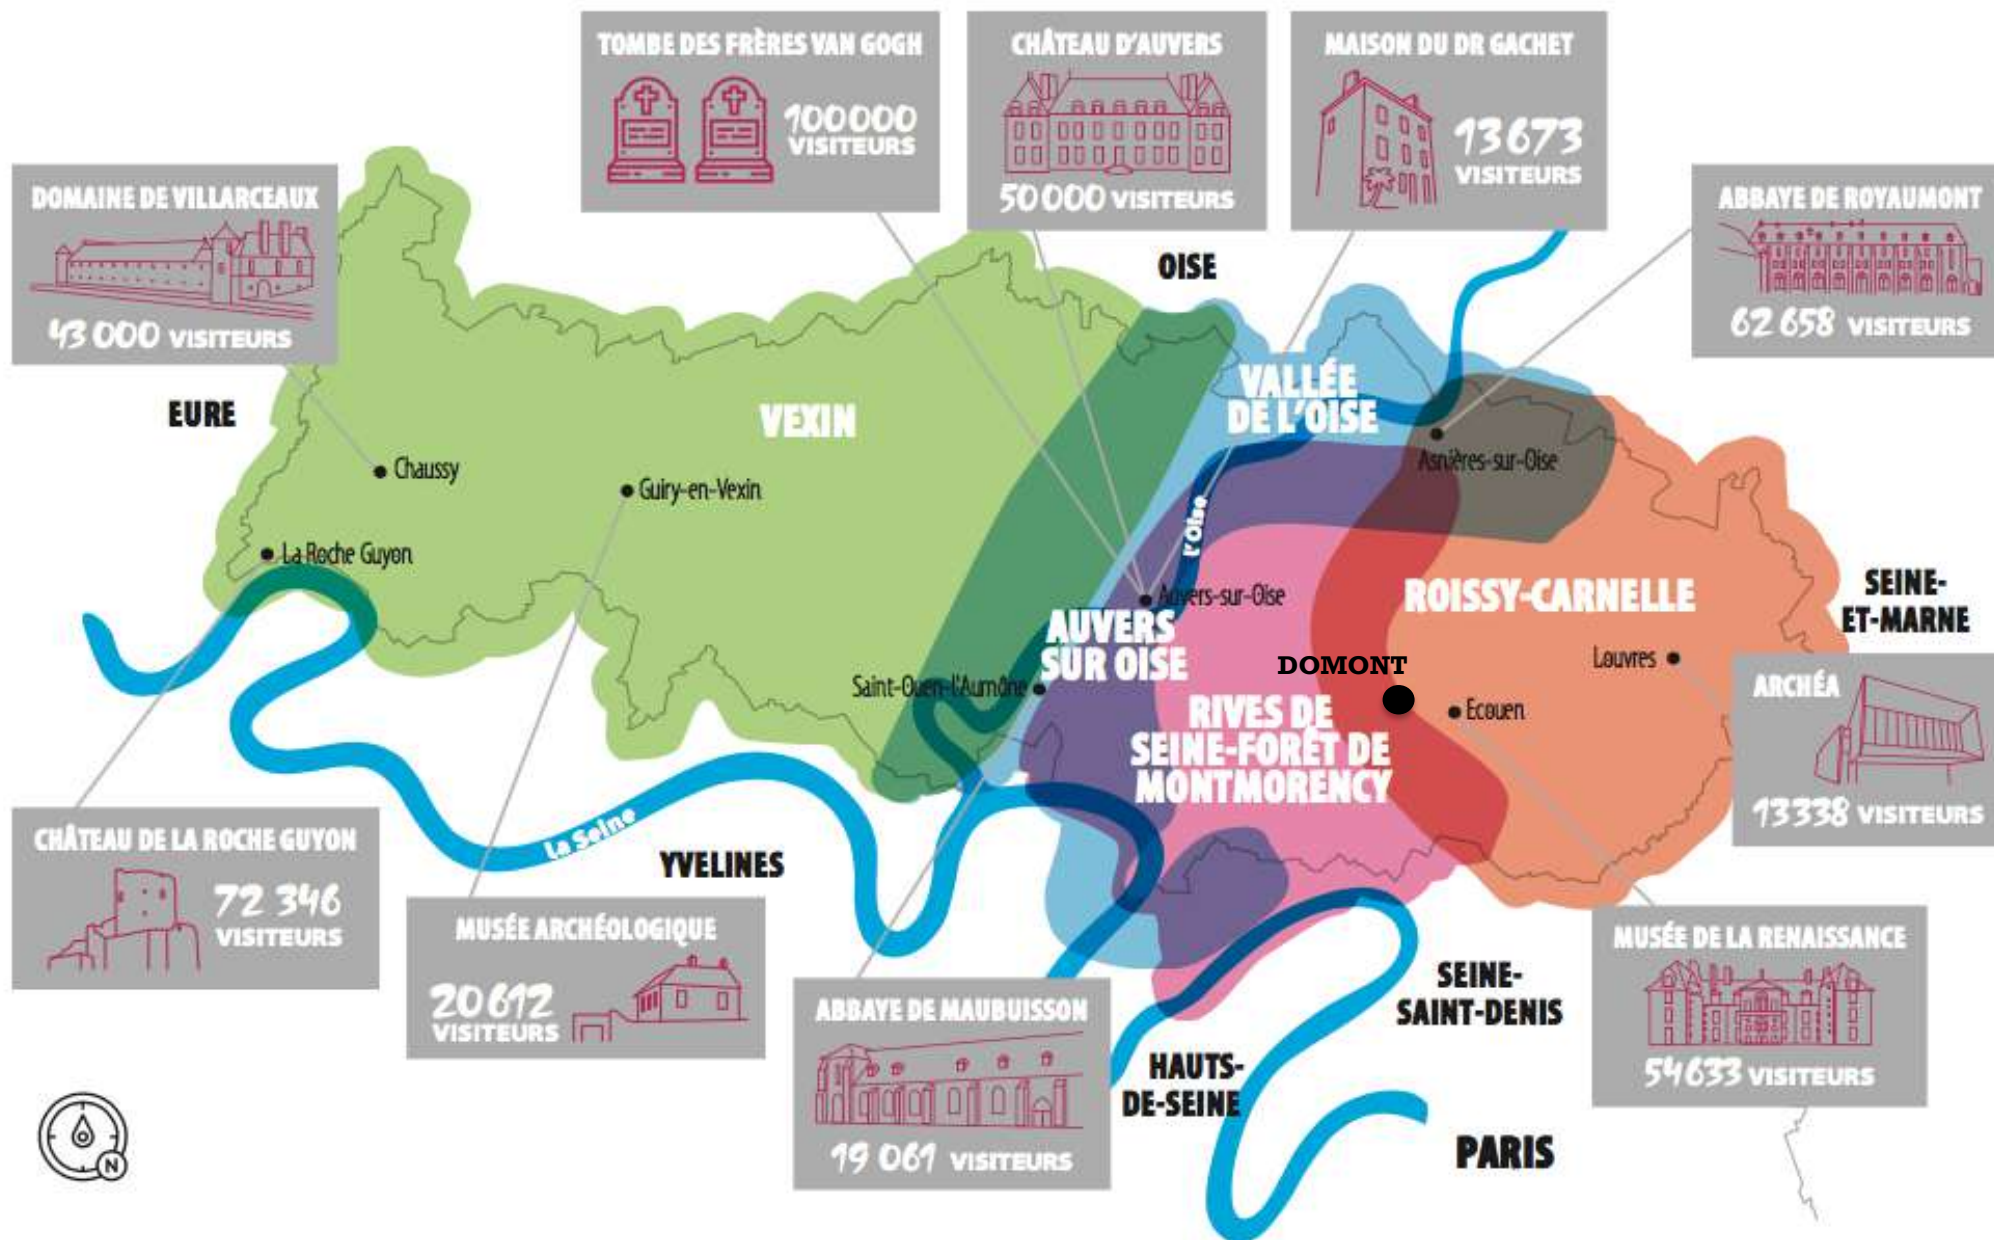 TOMBE DES FRÈRES VAN GOGH
100000
VISITEURS
CHÂTEAU D'AUVERS
50000 VISITEURS
MAISON DU DR GACHET
13673
VISITEURS
DOMAINE DE VILLARCEAUX
43 000 VISITEURS
ABBAYE DE ROYAUMONT
62 658 VISITEURS
OISE
EURE
VEXIN
VALLÉE
DE L'OISE
Chaussy
Guiry-en-Vexin
Asnières-sur-Oise
l'Oise
La Roche Guyon
Auvers-sur-Oise
ROISSY-CARNELLE
SEINE-
ET-MARNE
AUVERS
SUR OISE
DOMONT
Louvres
Saint-Ouen-l'Aumône
Ecouen
RIVES DE
SEINE-FORÊT DE
MONTMORENCY
ARCHÉA
13338 VISITEURS
La Seine
YVELINES
CHÂTEAU DE LA ROCHE GUYON
72 346
VISITEURS
MUSÉE ARCHÉOLOGIQUE
20612
VISITEURS
ABBAYE DE MAUBUISSON
19 061 VISITEURS
MUSÉE DE LA RENAISSANCE
54633 VISITEURS
SEINE-
SAINT-DENIS
HAUTS-
DE-SEINE
PARIS
N